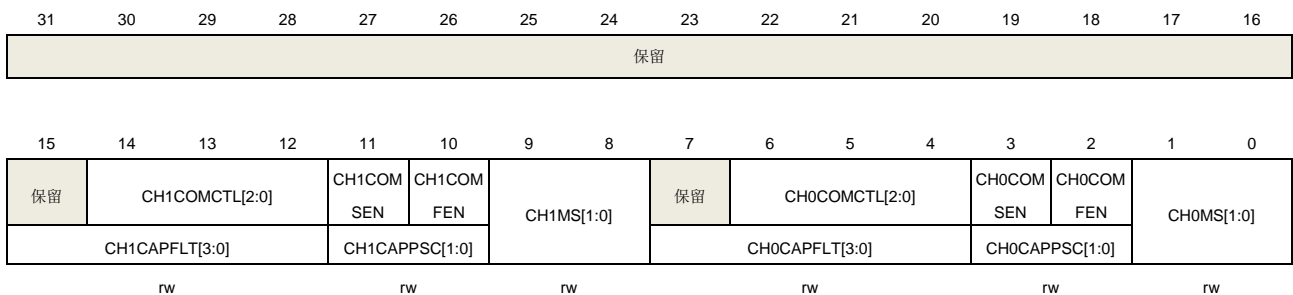 31 30 29 28 27 26 25 24 23 22 21 20 19 18 17 16
保留
15 14 13 12 11 10 9 8 7 6 5 4 3 2 1 0
保留 CH1COMCTL[2:0] CH1COM SEN CH1COM FEN CH1MS[1:0] 保留 CH0COMCTL[2:0] CH0COM SEN CH0COM FEN CH0MS[1:0]
CH1CAPFLT[3:0] CH1CAPPSC[1:0] CH0CAPFLT[3:0] CH0CAPPSC[1:0]
rw rw rw rw rw rw